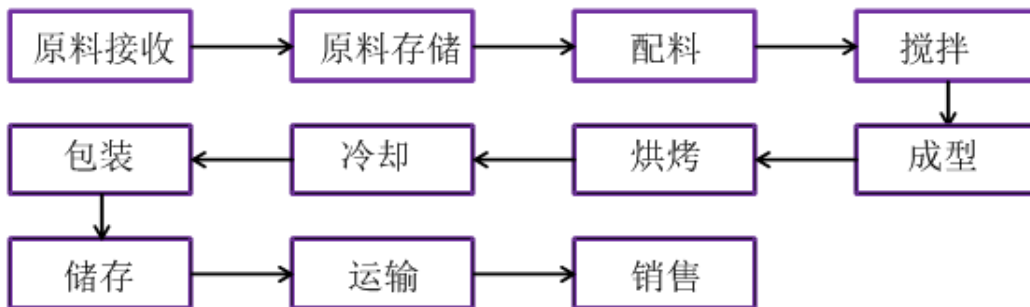 原料接收 原料存储 配料 搅拌
包装 冷却 烘烤 成型
储存 运输 销售